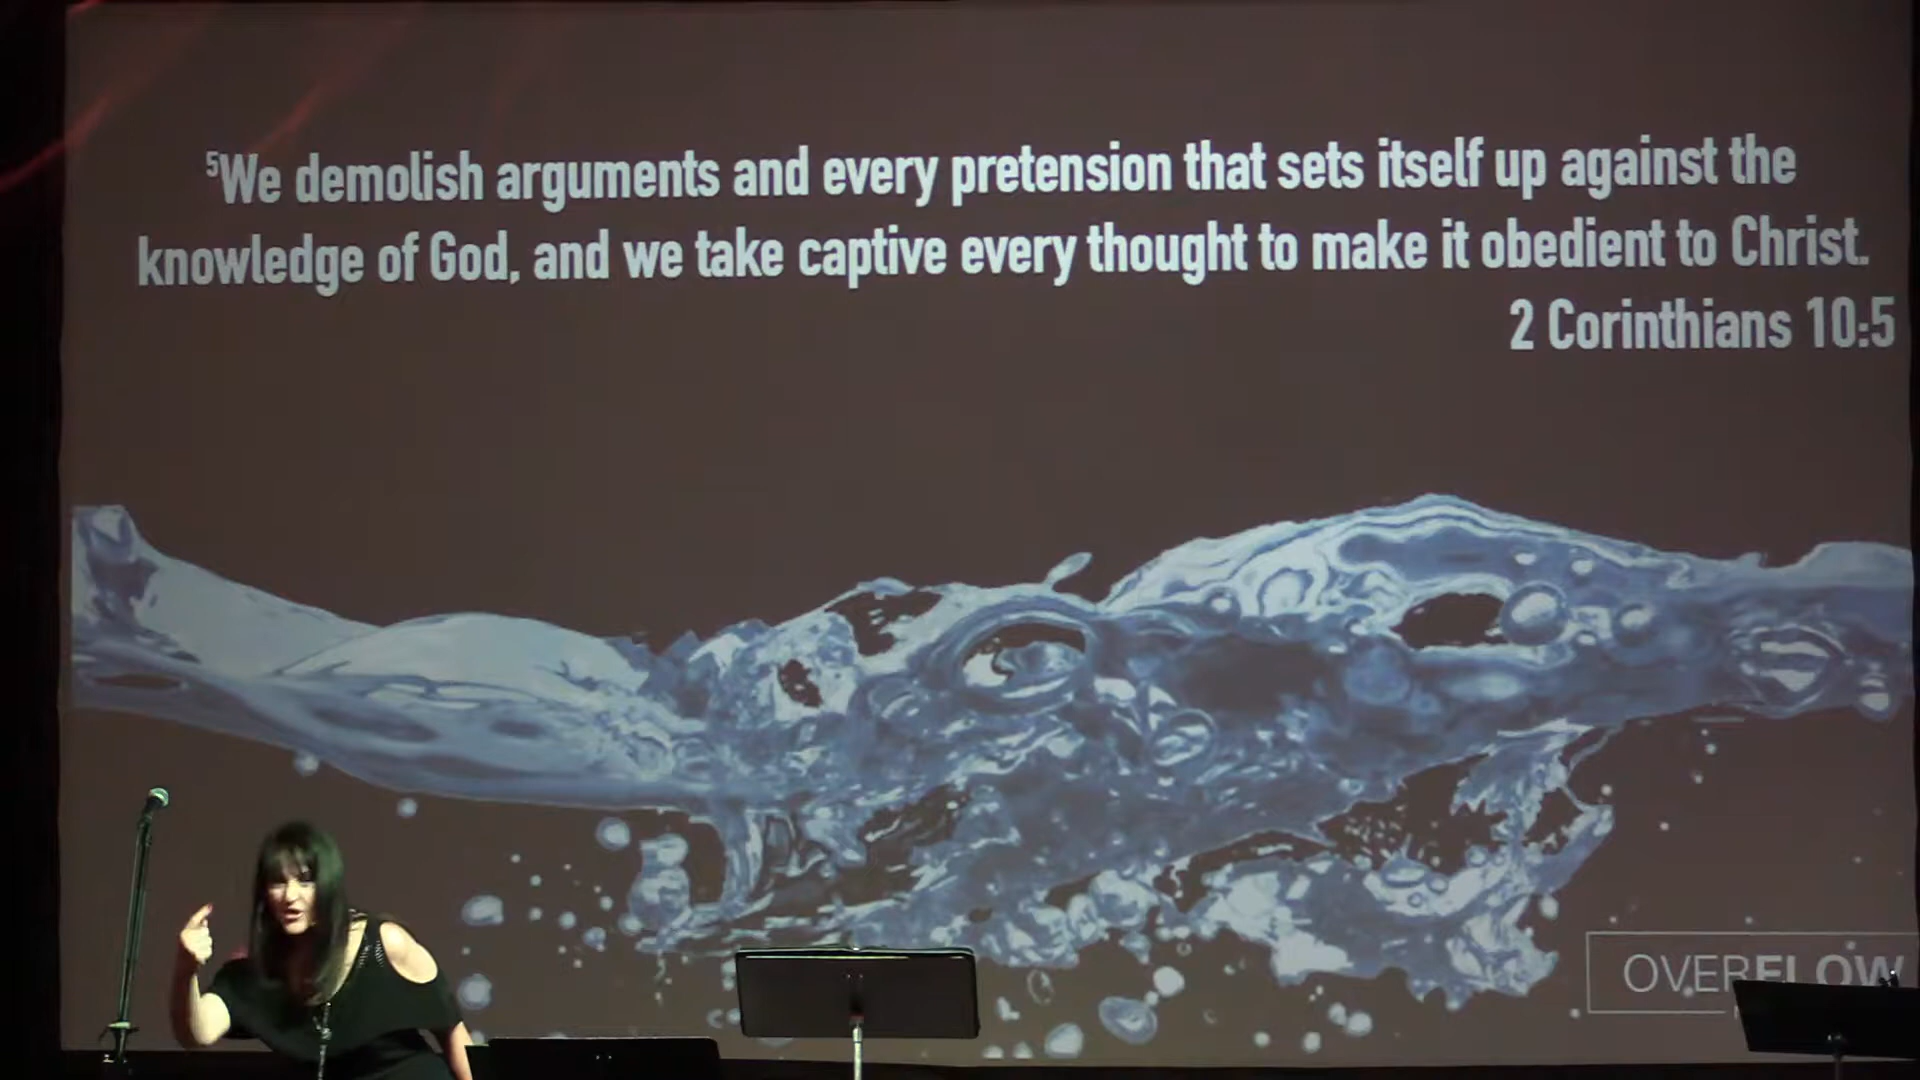 ⁵We demolish arguments and every pretension that sets itself up against the
knowledge of God, and we take captive every thought to make it obedient to Christ.
2 Corinthians 10:5
OVERFLOW